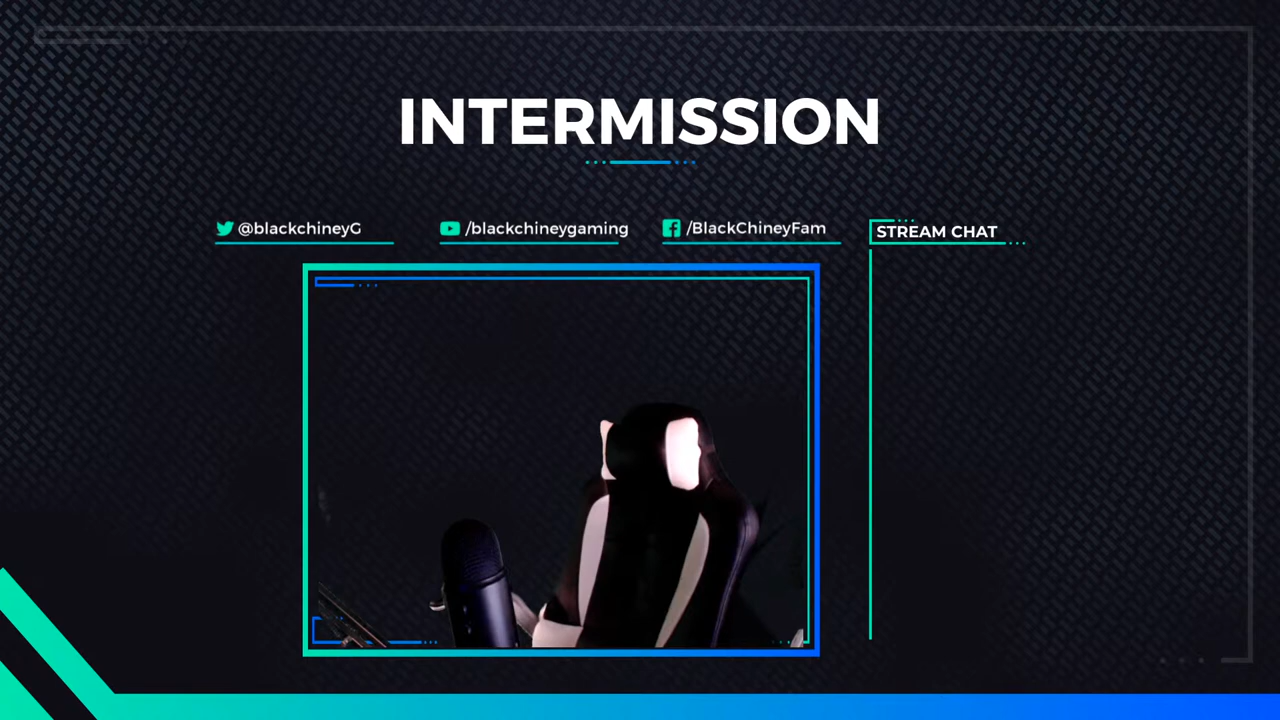 INTERMISSION
@blackchineyG
/blackchineygaming
/BlackChineyFam
STREAM CHAT